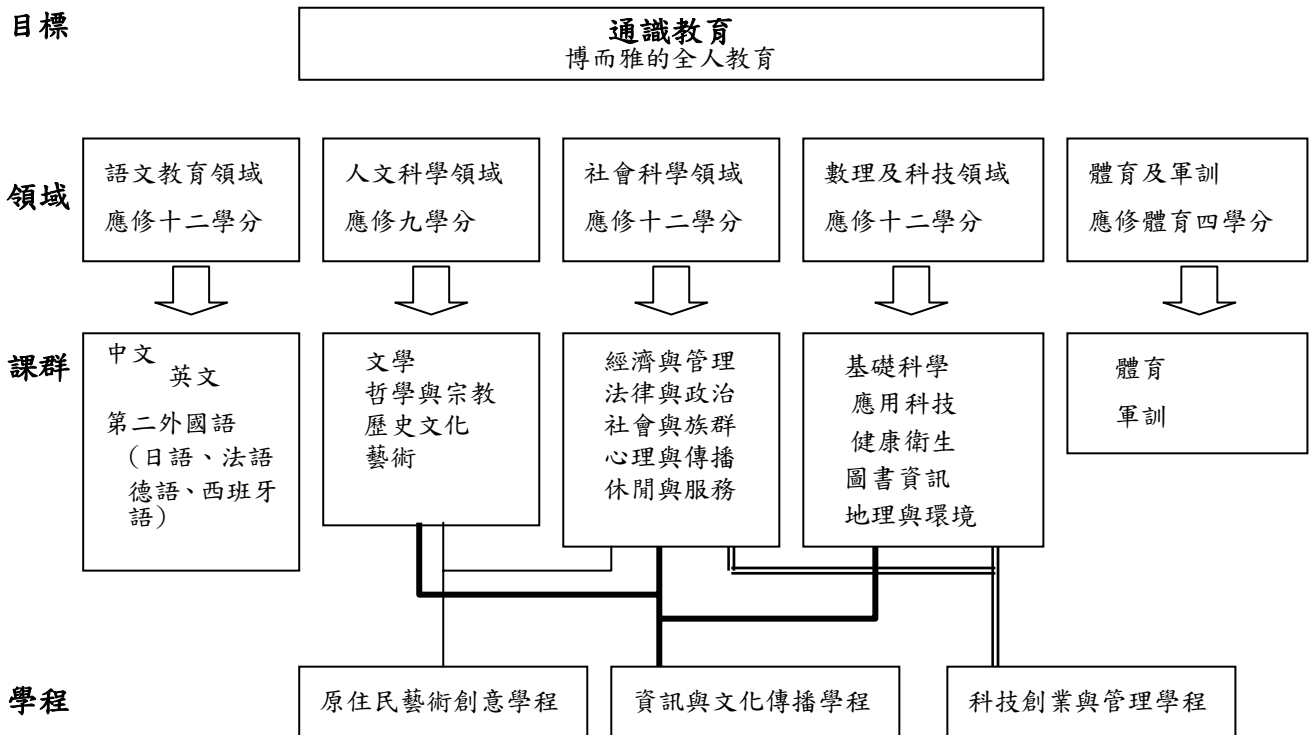 目標
通識教育
博而雅的全人教育
領域
語文教育領域
應修十二學分
人文科學領域
應修九學分
社會科學領域
應修十二學分
數理及科技領域
應修十二學分
體育及軍訓
應修體育四學分
課群
中文
英文
第二外國語
（日語、法語
德語、西班牙
語）
文學
哲學與宗教
歷史文化
藝術
經濟與管理
法律與政治
社會與族群
心理與傳播
休閒與服務
基礎科學
應用科技
健康衛生
圖書資訊
地理與環境
體育
軍訓
學程
原住民藝術創意學程
資訊與文化傳播學程
科技創業與管理學程